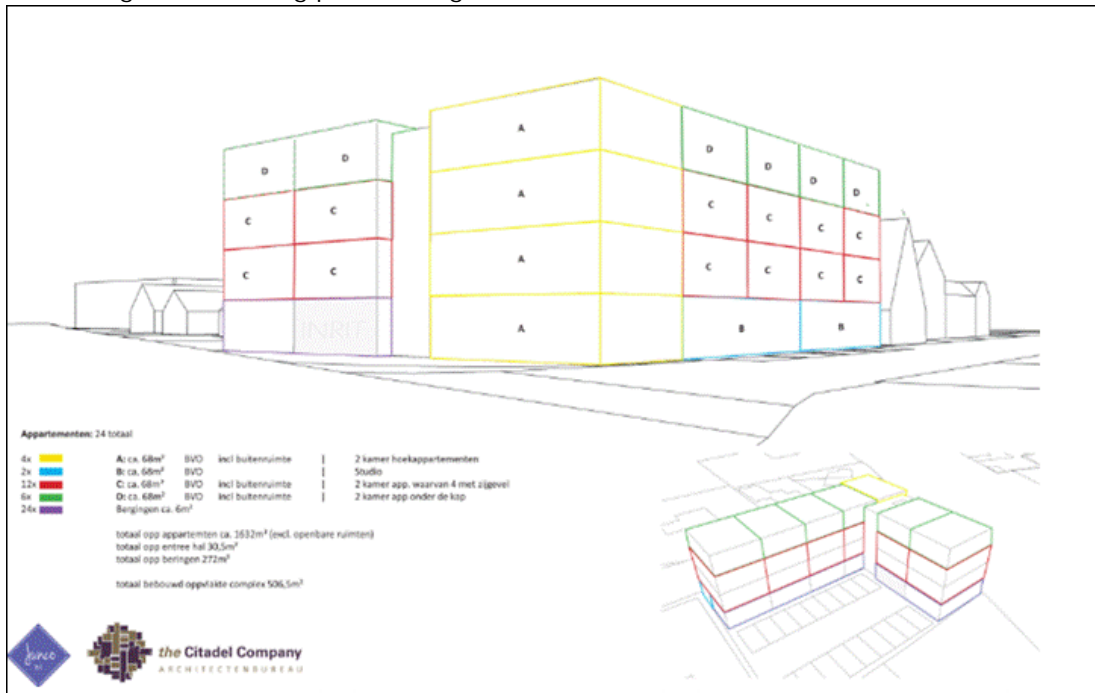 A
D
D
D
D
D
D
A
C
C
C
C
C
C
A
C
C
C
C
C
C
INRIT
A
B
B
Appartementen: 24 totaal
4x A: ca. 68m² BVO incl buitenruimte | 2 kamer hoekappartementen
2x B: ca. 68m² BVO | Studio
12x C: ca. 68m² BVO incl buitenruimte | 2 kamer app. waarvan 4 met zijgevel
6x D: ca. 68m² BVO incl buitenruimte | 2 kamer app onder de kap
24x Bergingen ca. 6m²
totaal opp appartemten ca. 1632m² (excl. openbare ruimten)
totaal opp entree hal 30,5m²
totaal opp beringen 272m²
totaal bebouwd oppvlakte complex 506,5m²
the Citadel Company
ARCHITECTENBUREAU